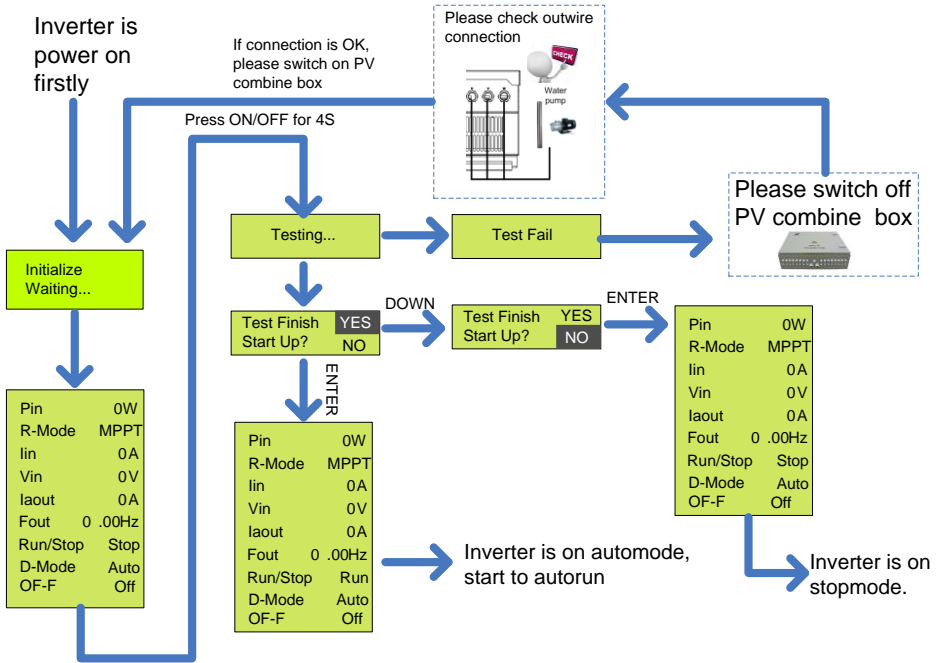 Inverter is
power on
firstly
If connection is OK,
please switch on PV
combine box
Please check outwire
connection
CHECK
Water
pump
Press ON/OFF for 4S
Please switch off
PV combine box
Testing...
Test Fail
Initialize
Waiting...
Test Finish YES
Start Up? NO
DOWN
Test Finish YES
Start Up? NO
ENTER
ENTER
Pin 0W
R-Mode MPPT
Iin 0A
Vin 0V
Iaout 0A
Fout 0 .00Hz
Run/Stop Stop
D-Mode Auto
OF-F Off
Pin 0W
R-Mode MPPT
Iin 0A
Vin 0V
Iaout 0A
Fout 0 .00Hz
Run/Stop Run
D-Mode Auto
OF-F Off
Pin 0W
R-Mode MPPT
Iin 0A
Vin 0V
Iaout 0A
Fout 0 .00Hz
Run/Stop Stop
D-Mode Auto
OF-F Off
Inverter is on automode,
start to autorun
Inverter is on
stopmode.